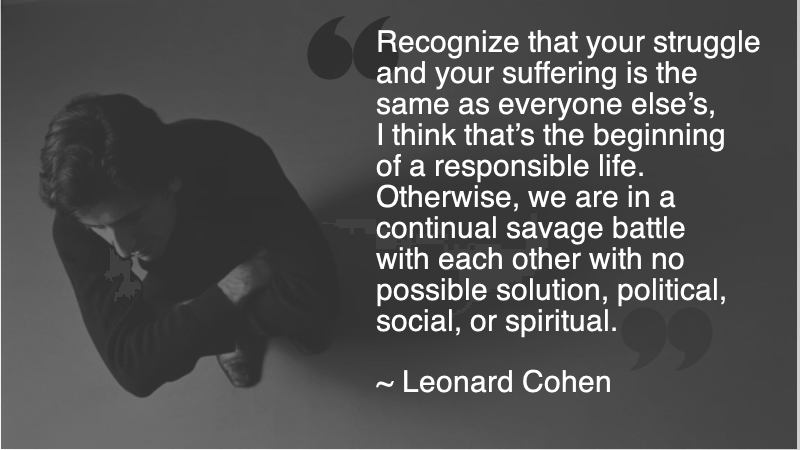 Recognize that your struggle
and your suffering is the
same as everyone else’s,
I think that’s the beginning
of a responsible life.
Otherwise, we are in a
continual savage battle
with each other with no
possible solution, political,
social, or spiritual.
~ Leonard Cohen